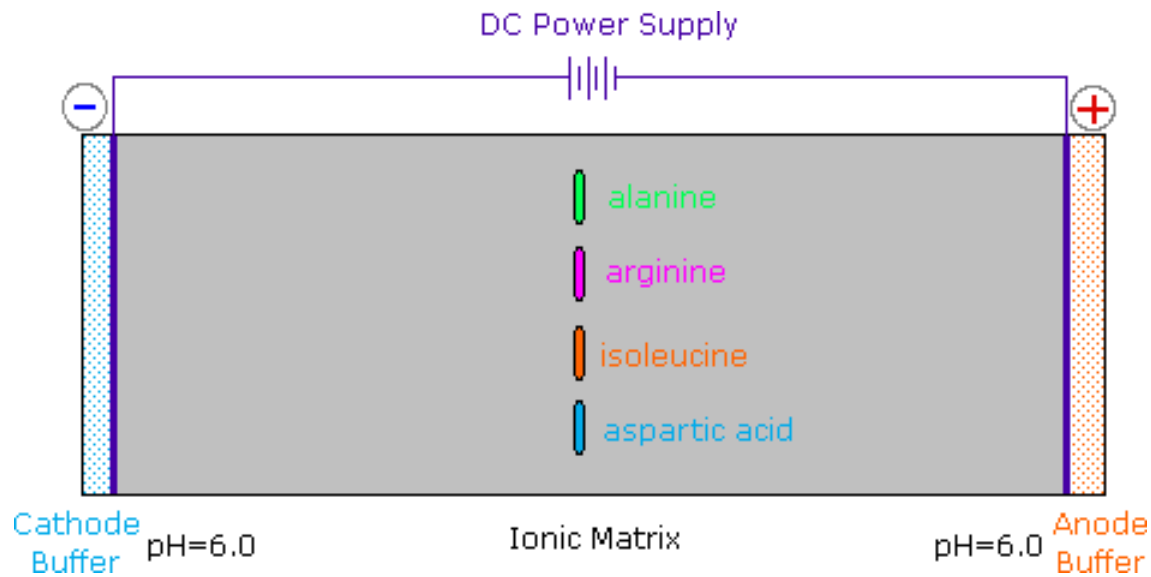 DC Power Supply
−
+
alanine
arginine
isoleucine
aspartic acid
Cathode
Buffer
pH=6.0
Ionic Matrix
pH=6.0
Anode
Buffer